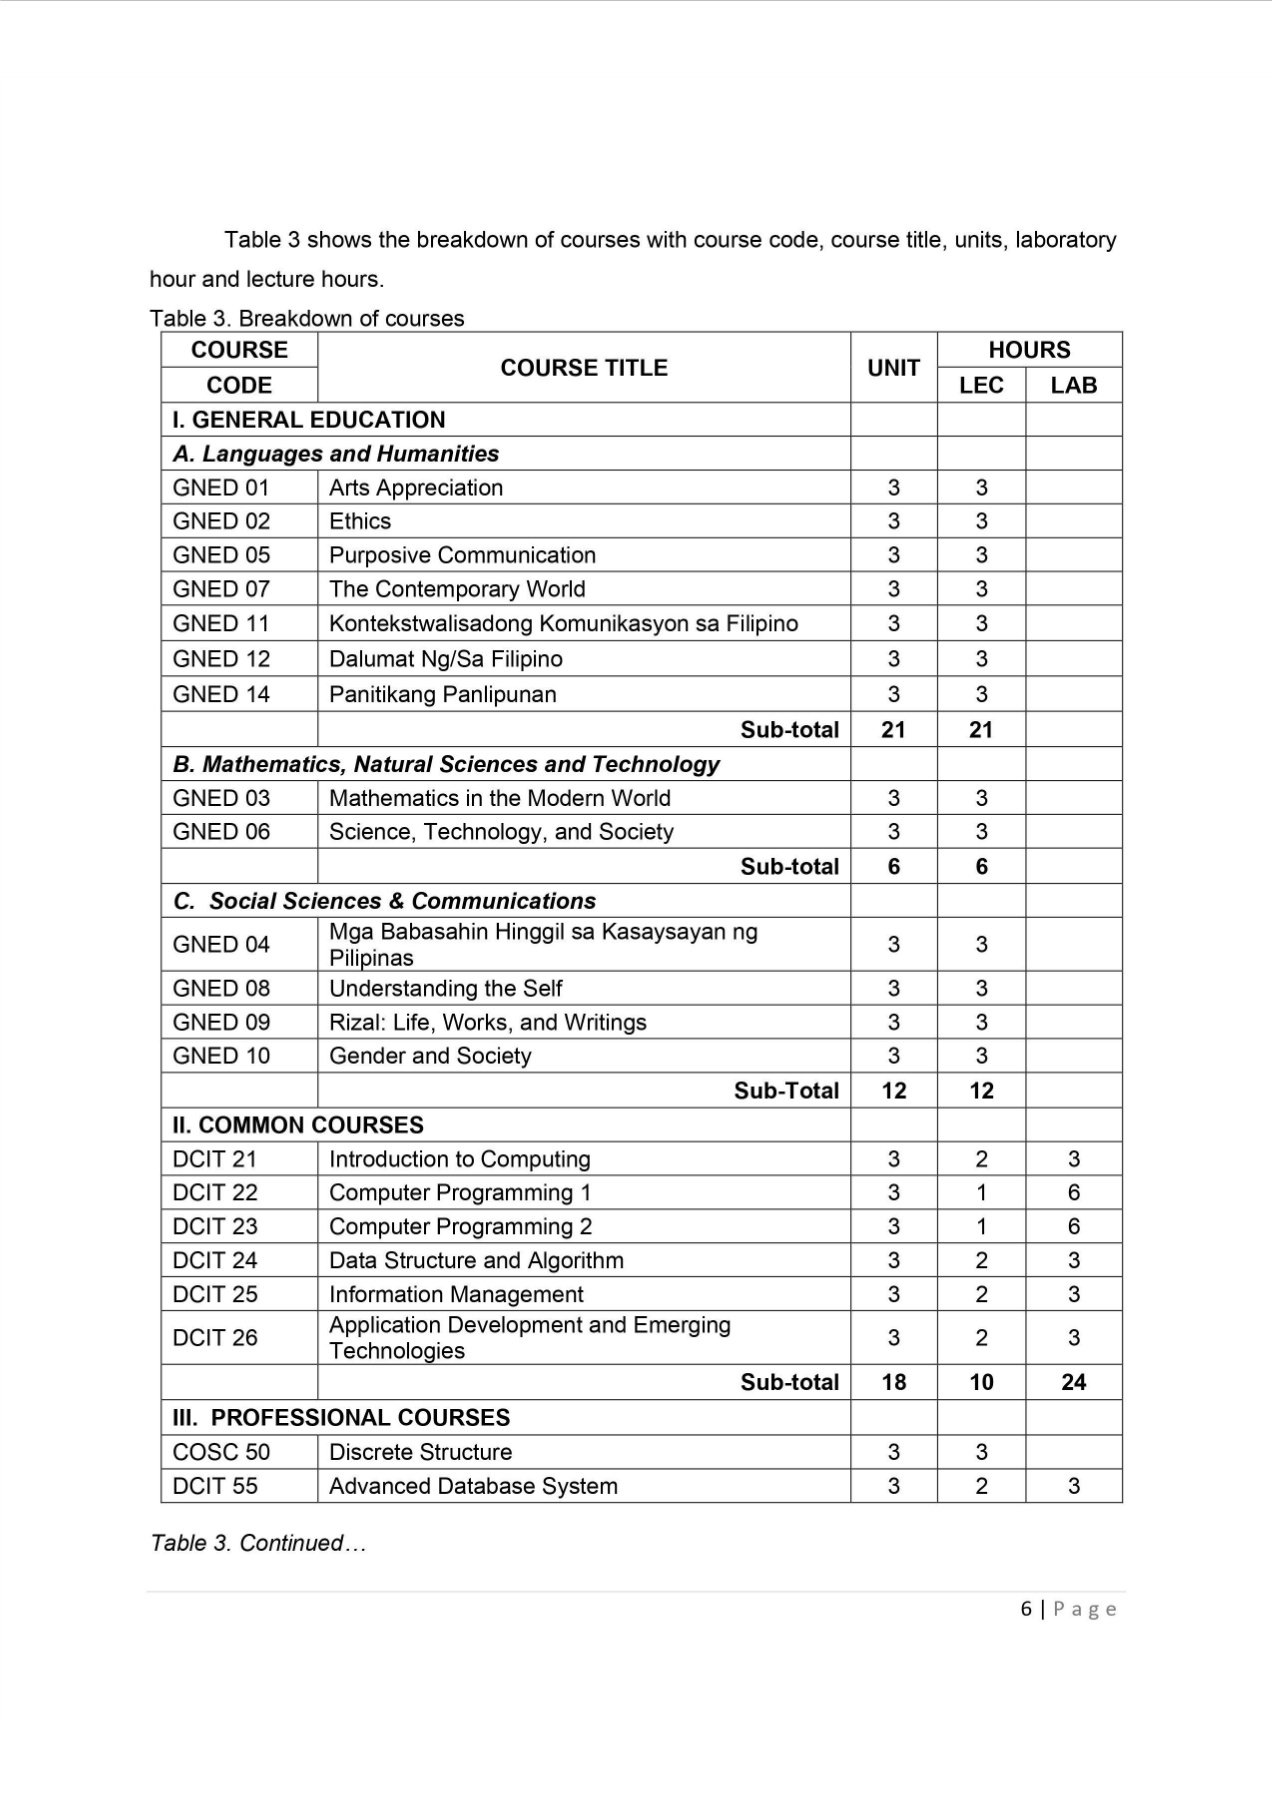 Table 3 shows the breakdown of courses with course code, course title, units, laboratory
hour and lecture hours.
Table 3. Breakdown of courses
COURSE CODE COURSE TITLE UNIT HOURS
LEC LAB
I. GENERAL EDUCATION
A. Languages and Humanities
GNED 01 Arts Appreciation 3 3
GNED 02 Ethics 3 3
GNED 05 Purposive Communication 3 3
GNED 07 The Contemporary World 3 3
GNED 11 Kontekstwalisadong Komunikasyon sa Filipino 3 3
GNED 12 Dalumat Ng/Sa Filipino 3 3
GNED 14 Panitikang Panlipunan 3 3
Sub-total 21 21
B. Mathematics, Natural Sciences and Technology
GNED 03 Mathematics in the Modern World 3 3
GNED 06 Science, Technology, and Society 3 3
Sub-total 6 6
C. Social Sciences & Communications
GNED 04 Mga Babasahin Hinggil sa Kasaysayan ng
Pilipinas 3 3
GNED 08 Understanding the Self 3 3
GNED 09 Rizal: Life, Works, and Writings 3 3
GNED 10 Gender and Society 3 3
Sub-Total 12 12
II. COMMON COURSES
DCIT 21 Introduction to Computing 3 2 3
DCIT 22 Computer Programming 1 3 1 6
DCIT 23 Computer Programming 2 3 1 6
DCIT 24 Data Structure and Algorithm 3 2 3
DCIT 25 Information Management 3 2 3
DCIT 26 Application Development and Emerging
Technologies 3 2 3
Sub-total 18 10 24
III. PROFESSIONAL COURSES
COSC 50 Discrete Structure 3 3
DCIT 55 Advanced Database System 3 2 3
Table 3. Continued…
6 | Page